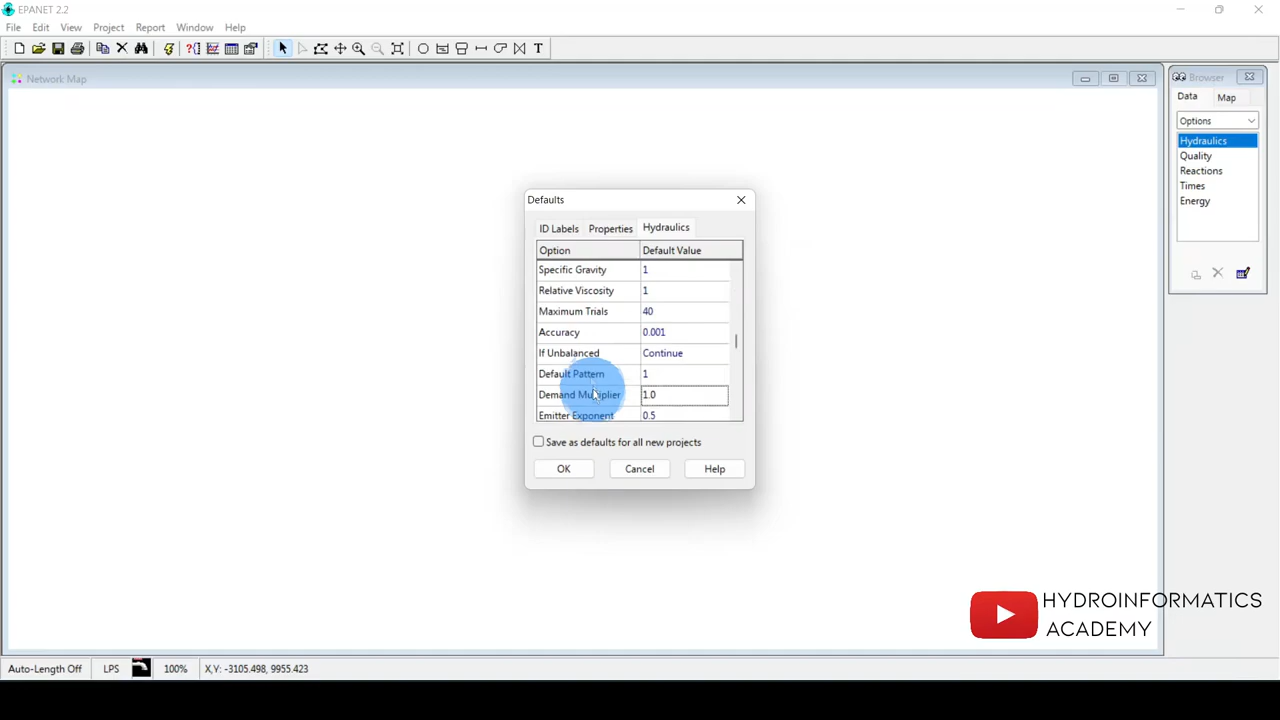 EPANET 2.2
File Edit View Project Report Window Help
T
Network Map
Browser
Data Map
Options
Hydraulics
Quality
Reactions
Times
Energy
Defaults
ID Labels Properties Hydraulics
Option Default Value
Specific Gravity 1
Relative Viscosity 1
Maximum Trials 40
Accuracy 0.001
If Unbalanced Continue
Default Pattern 1
Demand Multiplier 1.0
Emitter Exponent 0.5
Save as defaults for all new projects
OK Cancel Help
HYDROINFORMATICS
ACADEMY
Auto-Length Off LPS 100% X,Y: -3105.498, 9955.423